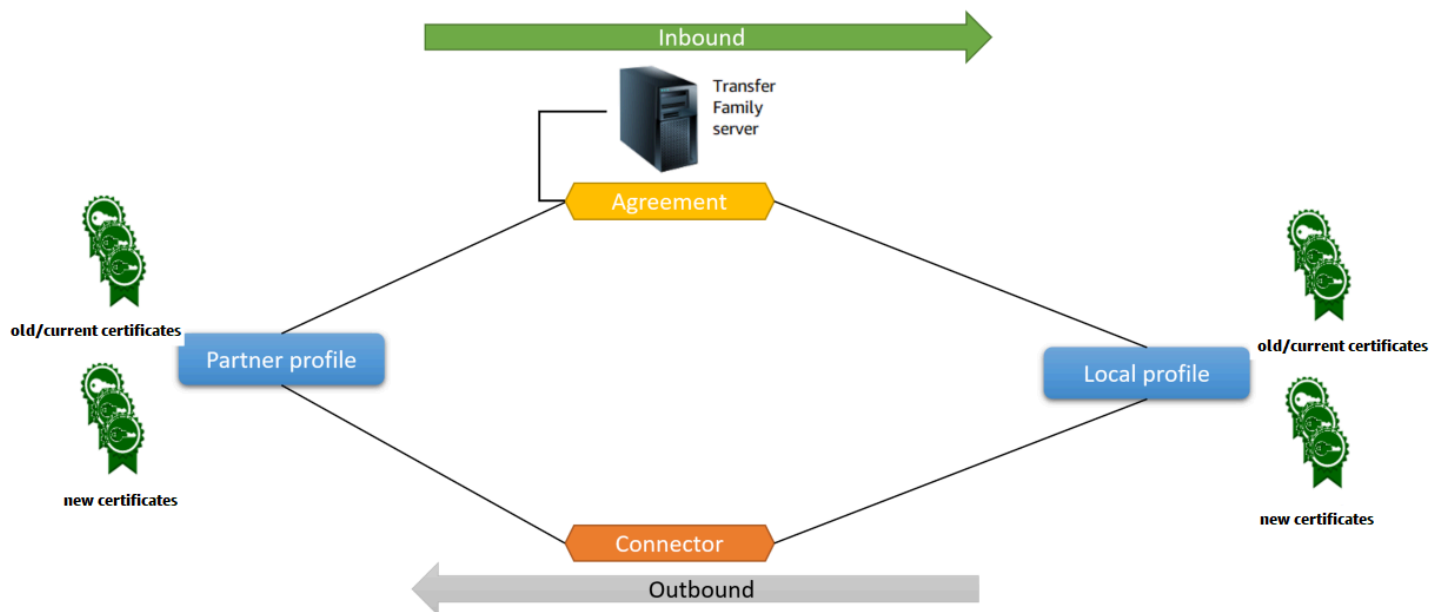 Inbound
Transfer
Family
server
Agreement
old/current certificates
Partner profile
new certificates
old/current certificates
Local profile
new certificates
Connector
Outbound